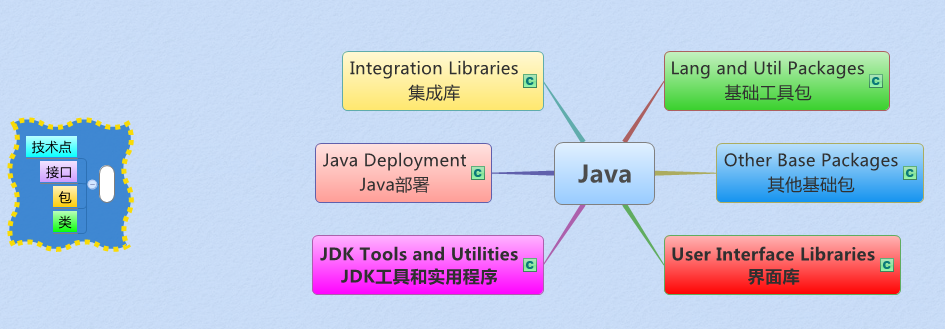 Integration Libraries
集成库
Lang and Util Packages
基础工具包
技术点
接口
包
类
Java Deployment
Java部署
Java
Other Base Packages
其他基础包
JDK Tools and Utilities
JDK工具和实用程序
User Interface Libraries
界面库
C
C
C
C
C
C